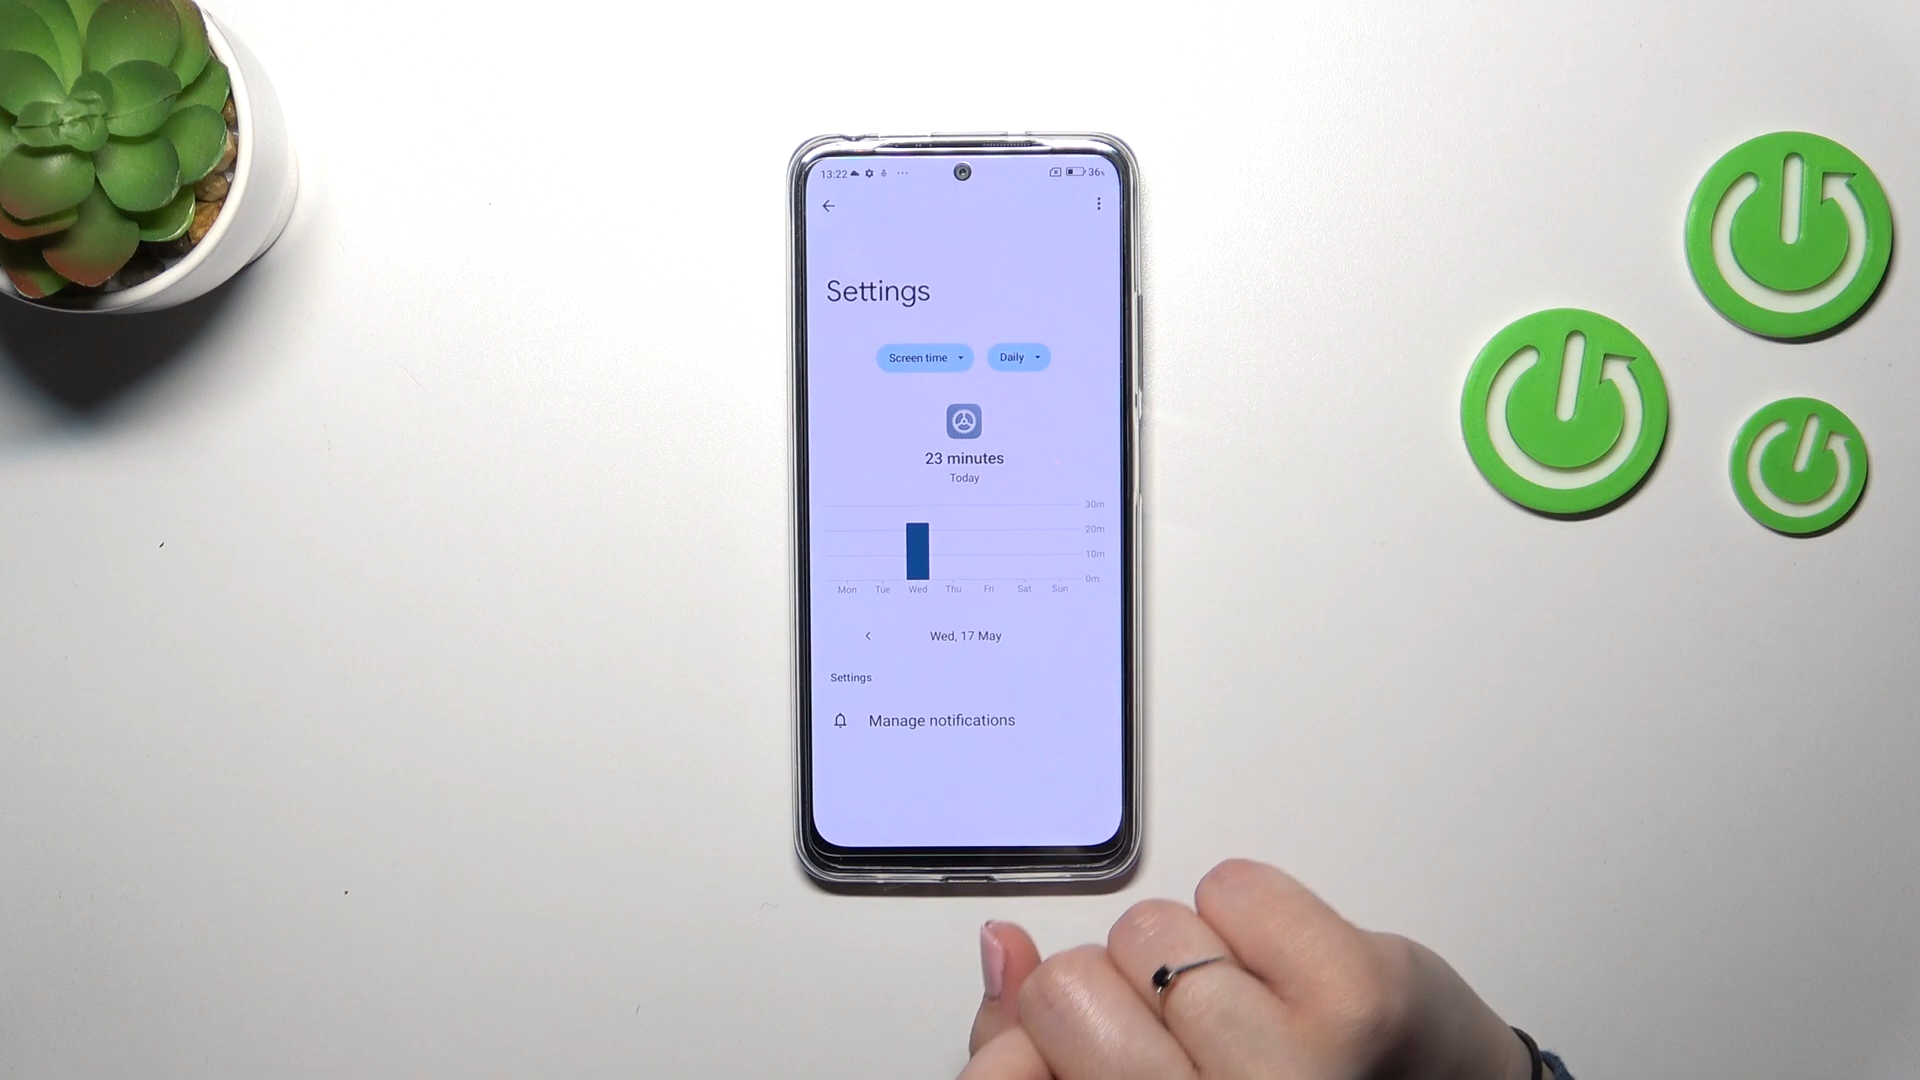 13:22 ··· 36%
Settings
Screen time Daily
23 minutes
Today
30m
20m
10m
0m
Mon Tue Wed Thu Fri Sat Sun
Wed, 17 May
Settings
Manage notifications